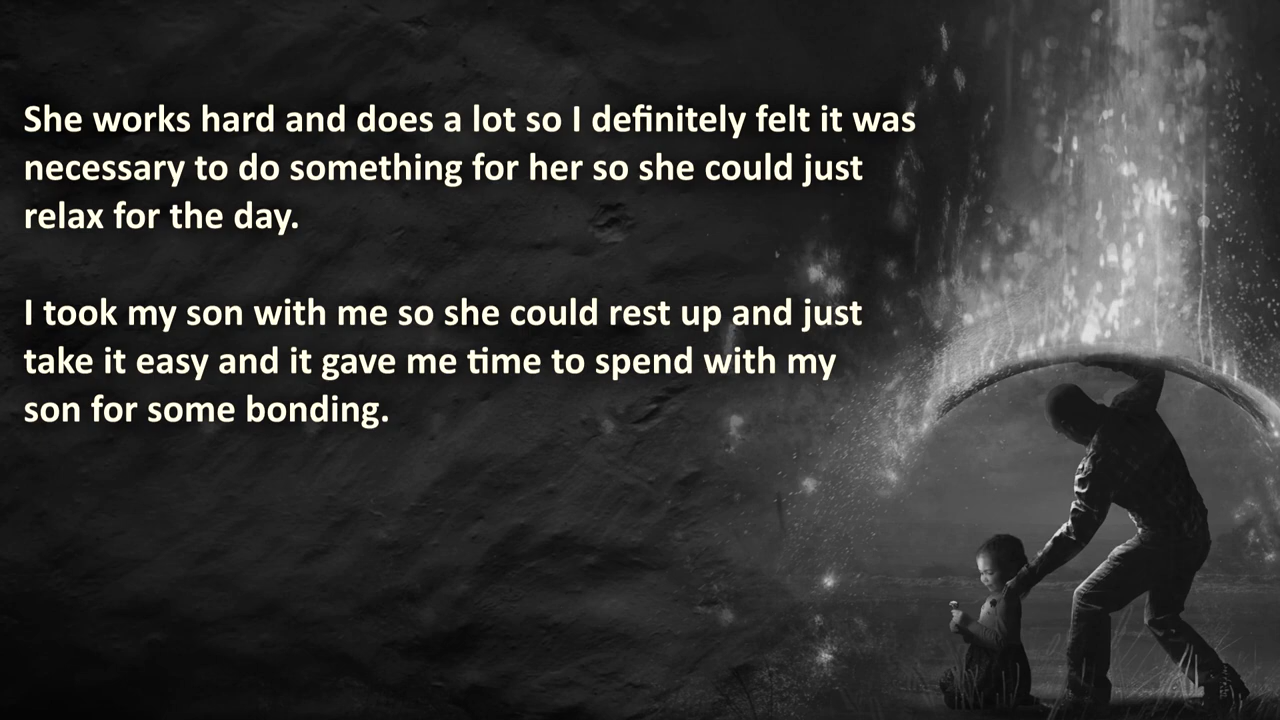 She works hard and does a lot so I definitely felt it was
necessary to do something for her so she could just
relax for the day.
I took my son with me so she could rest up and just
take it easy and it gave me time to spend with my
son for some bonding.